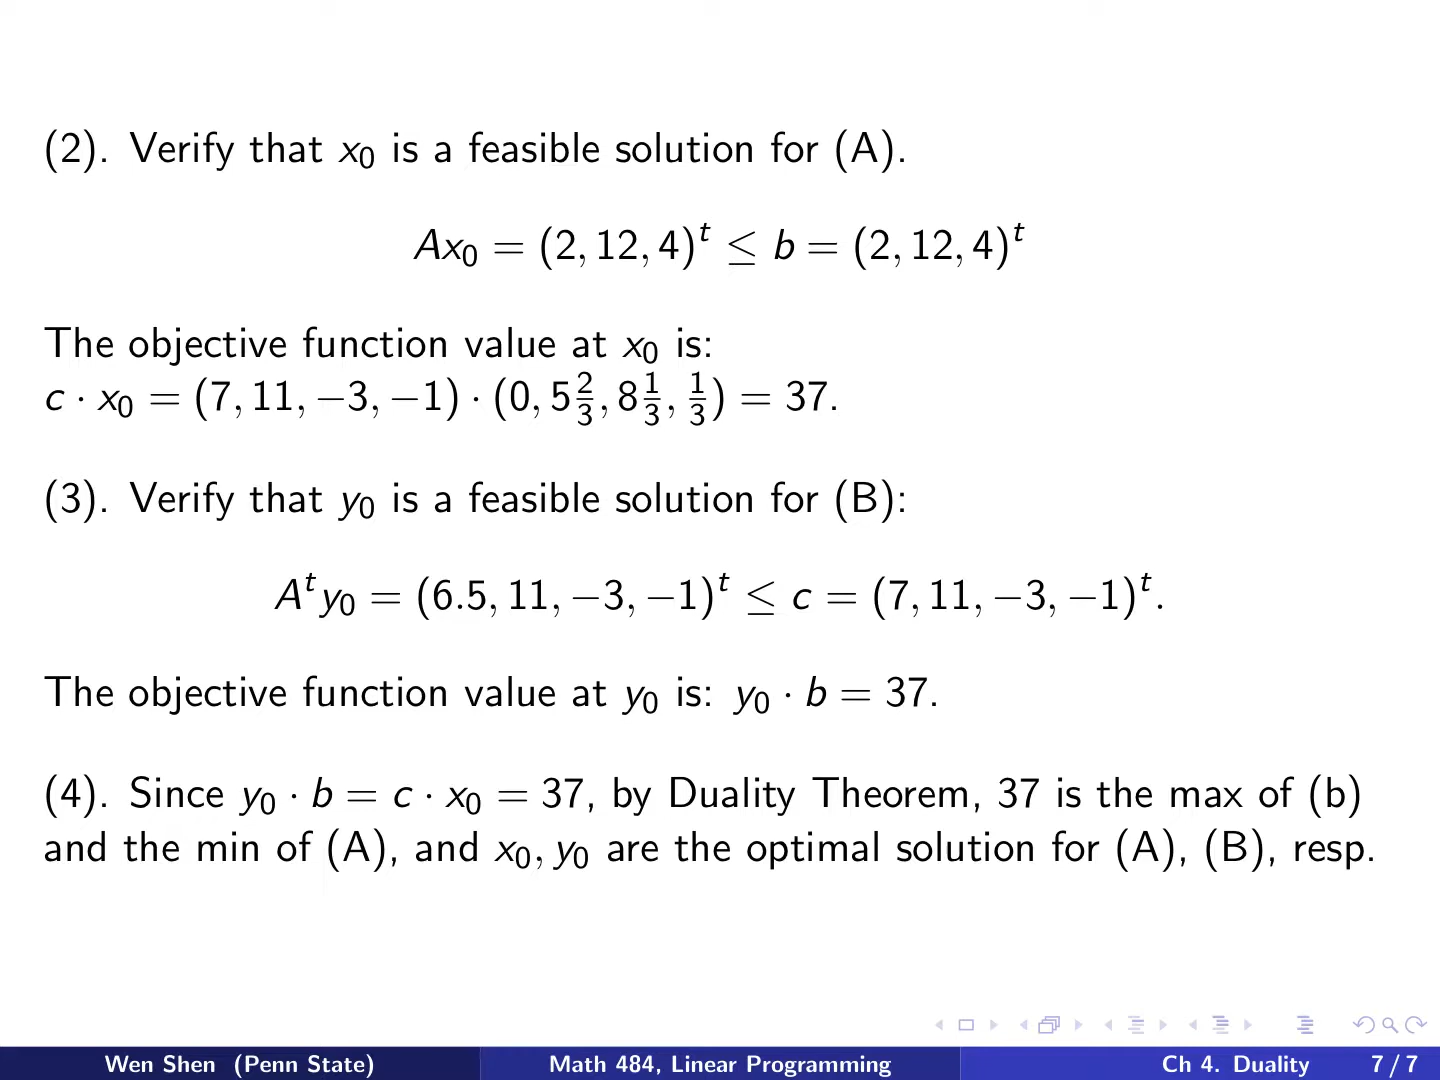 (2). Verify that x₀ is a feasible solution for (A).
Ax₀ = (2, 12, 4)ᵗ ≤ b = (2, 12, 4)ᵗ
The objective function value at x₀ is:
c · x₀ = (7, 11, −3, −1) · (0, 5 2/3, 8 1/3, 1/3) = 37.
(3). Verify that y₀ is a feasible solution for (B):
Aᵗy₀ = (6.5, 11, −3, −1)ᵗ ≤ c = (7, 11, −3, −1)ᵗ.
The objective function value at y₀ is: y₀ · b = 37.
(4). Since y₀ · b = c · x₀ = 37, by Duality Theorem, 37 is the max of (b)
and the min of (A), and x₀, y₀ are the optimal solution for (A), (B), resp.
Wen Shen (Penn State) Math 484, Linear Programming Ch 4. Duality 7 / 7